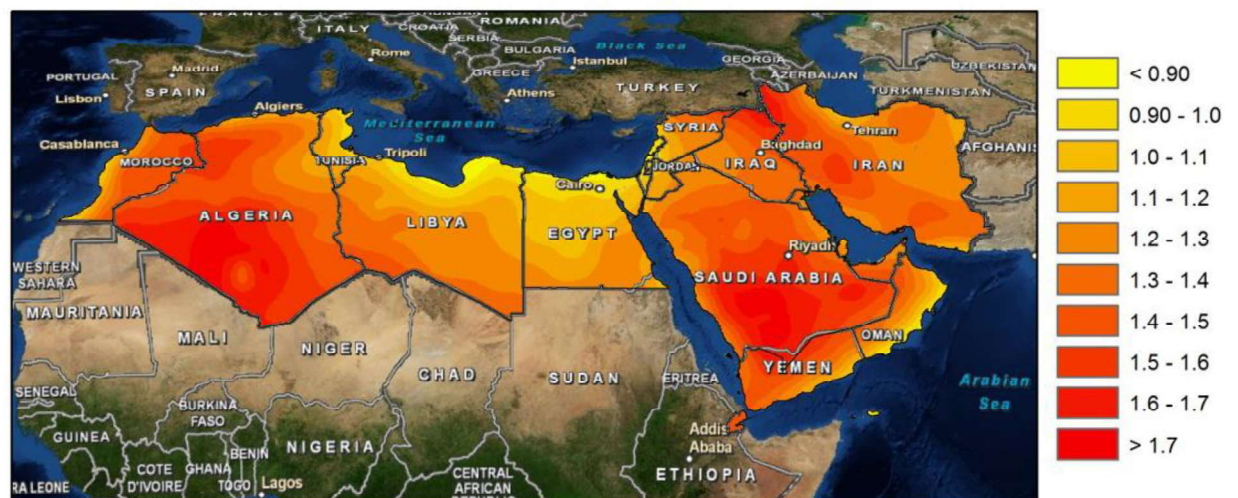 FRANCE
ITALY
CROATIA
ROMANIA
SERBIA
BULGARIA
Black Sea
GEORGIA
UZBEKISTAN
Rome
Istanbul
AZERBAIJAN
PORTUGAL
Madrid
GREECE
TURKMENISTAN
Lisbon
SPAIN
Athens
TURKEY
Algiers
Mediterranean
Sea
SYRIA
Tehran
Casablanca
MOROCCO
TUNISIA
Tripoli
JORDAN
IRAQ
Baghdad
IRAN
AFGHANIS
Cairo
ALGERIA
LIBYA
EGYPT
Riyadh
WESTERN
SAHARA
SAUDI ARABIA
MAURITANIA
MALI
NIGER
CHAD
SUDAN
ERITREA
YEMEN
OMAN
Arabian
Sea
SENEGAL
BURKINA
FASO
GUINEA
BENIN
NIGERIA
Addis
Ababa
COTE
D'IVOIRE
GHANA
TOGO
Lagos
CENTRAL
AFRICAN
ETHIOPIA
RA LEONE
< 0.90
0.90 - 1.0
1.0 - 1.1
1.1 - 1.2
1.2 - 1.3
1.3 - 1.4
1.4 - 1.5
1.5 - 1.6
1.6 - 1.7
> 1.7